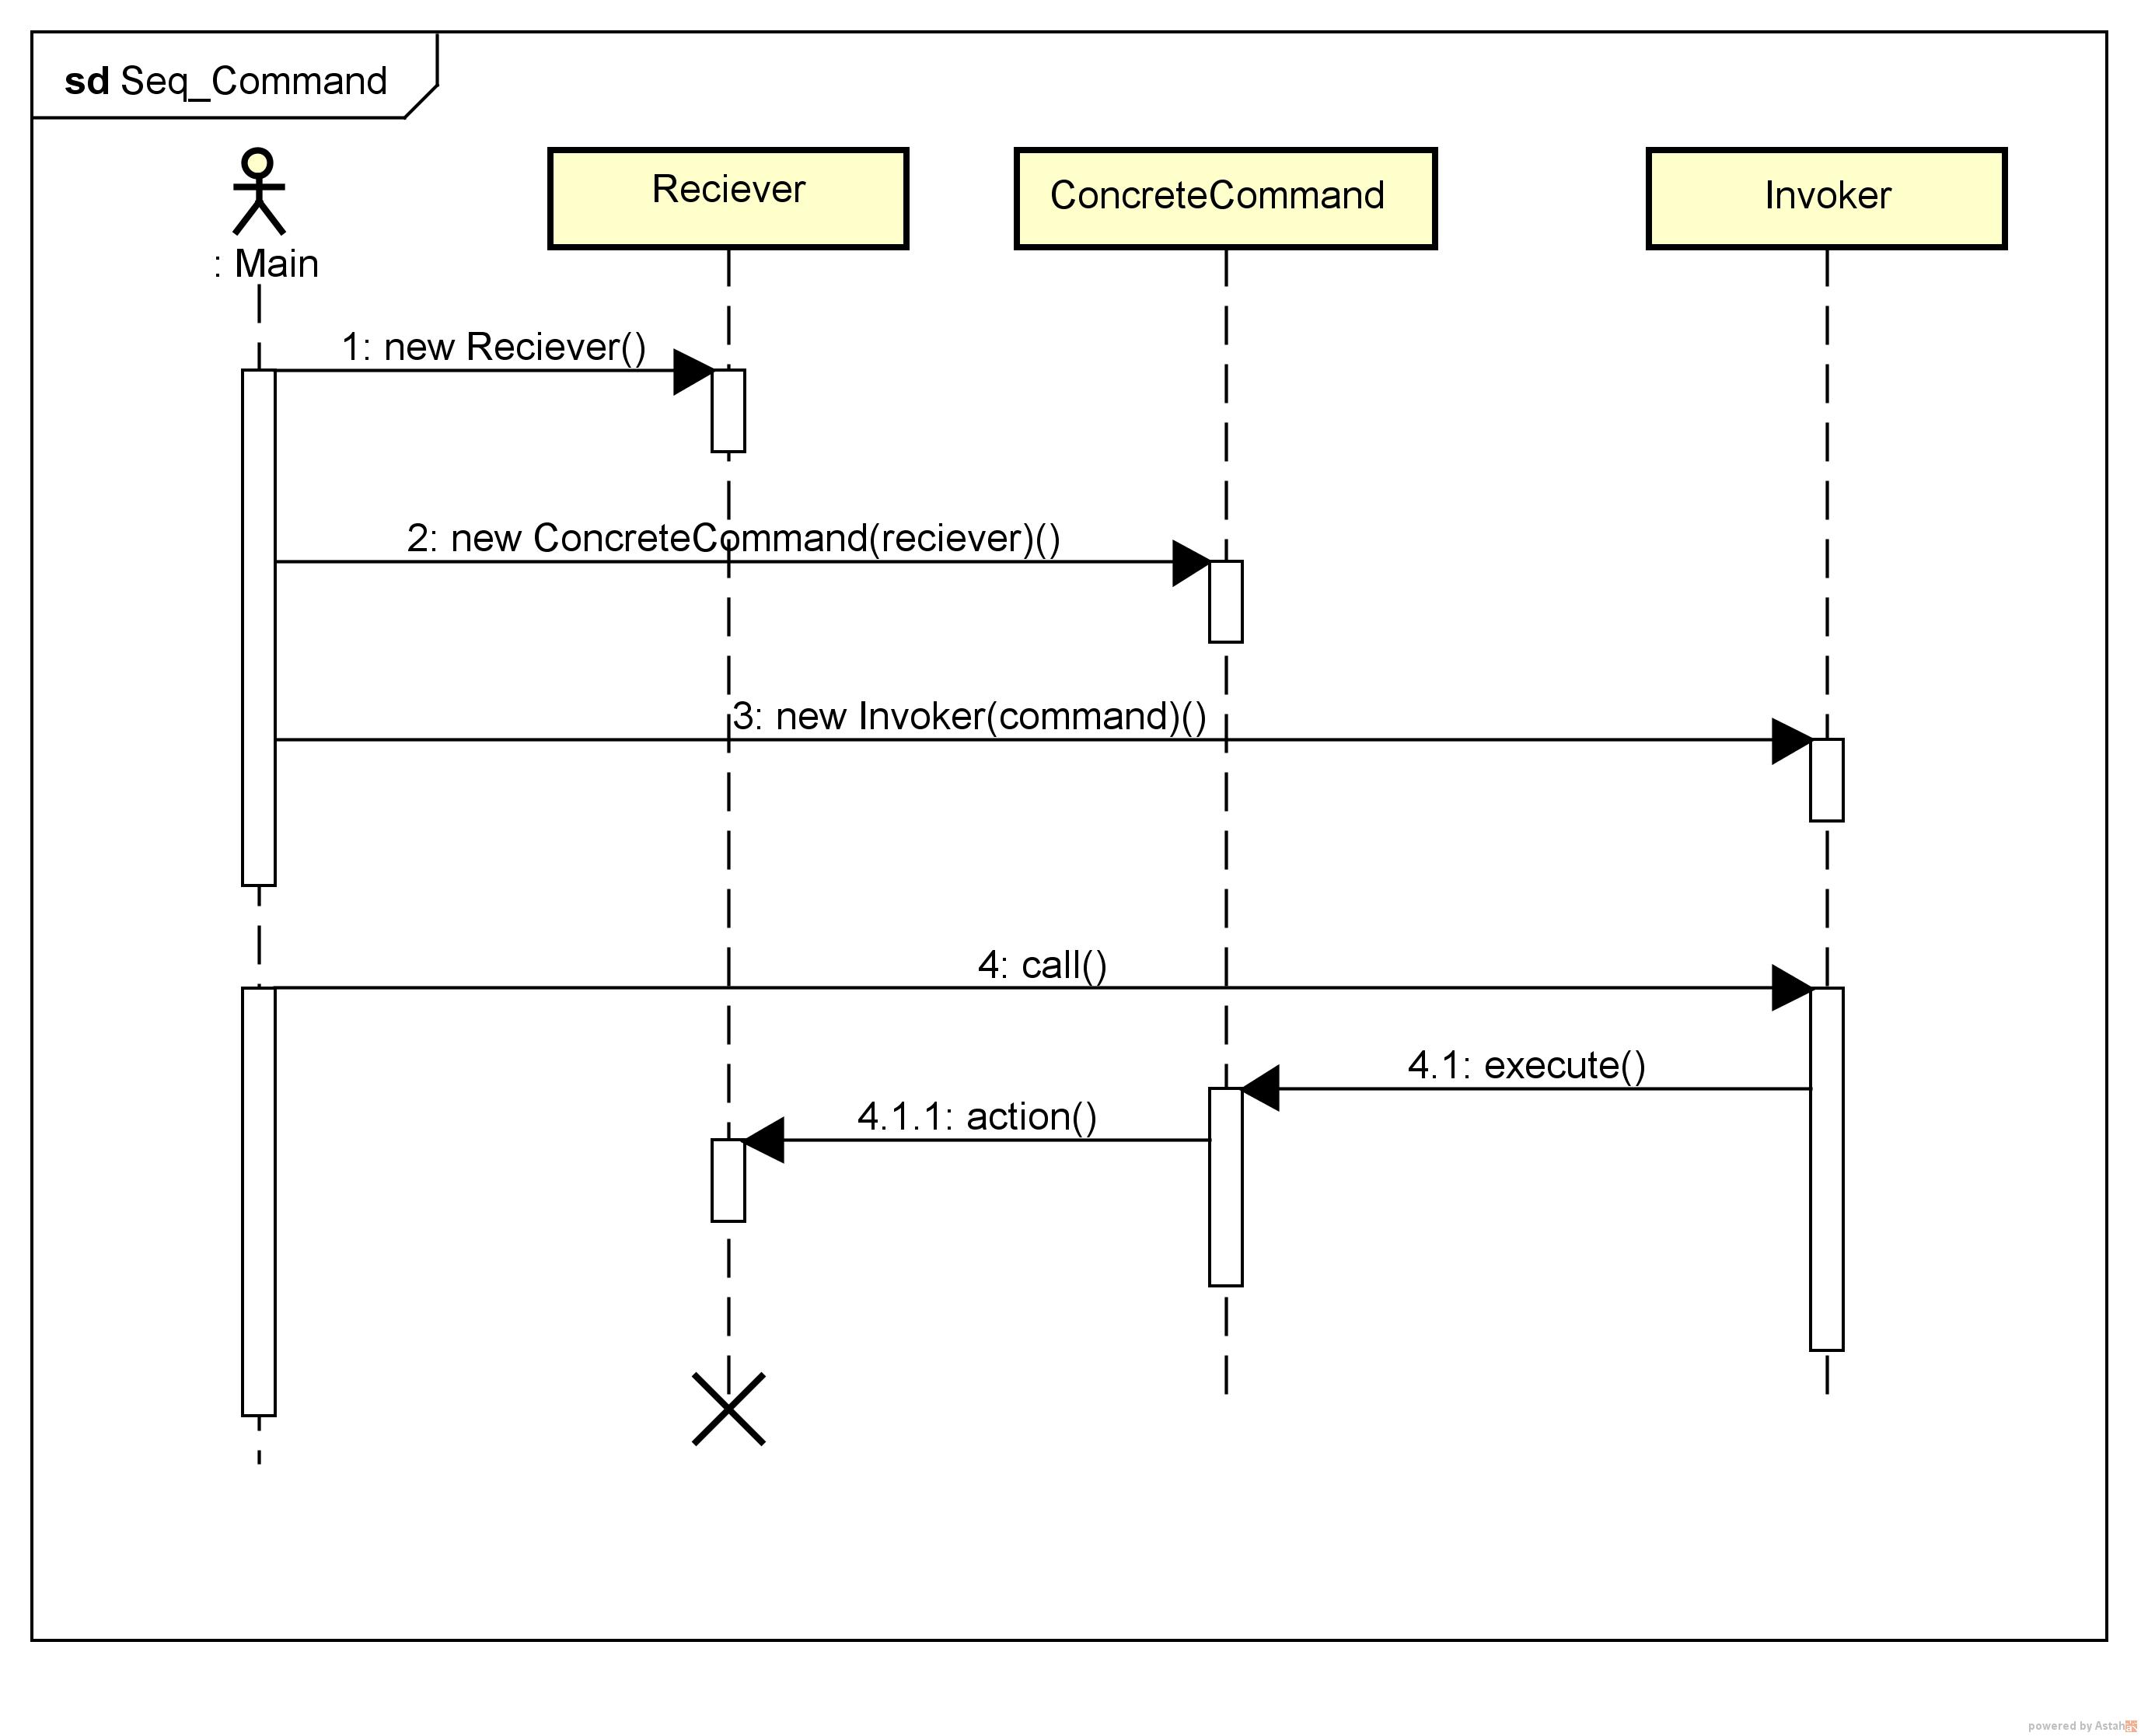 sd Seq_Command
: Main
Reciever
ConcreteCommand
Invoker
1: new Reciever()
2: new ConcreteCommand(reciever)()
3: new Invoker(command)()
4: call()
4.1: execute()
4.1.1: action()
powered by Astah